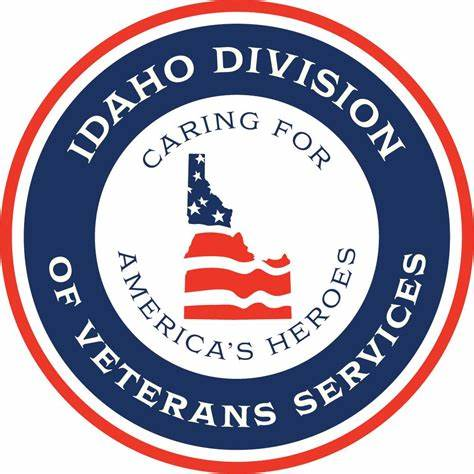 IDAHO DIVISION
OF VETERANS SERVICES
CARING FOR
AMERICA'S HEROES